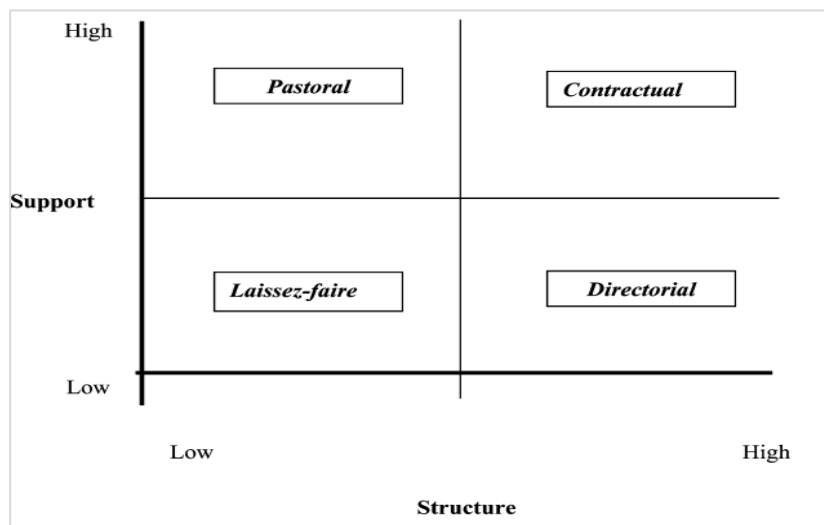 High
Pastoral
Contractual
Support
Laissez-faire
Directorial
Low
Low
High
Structure